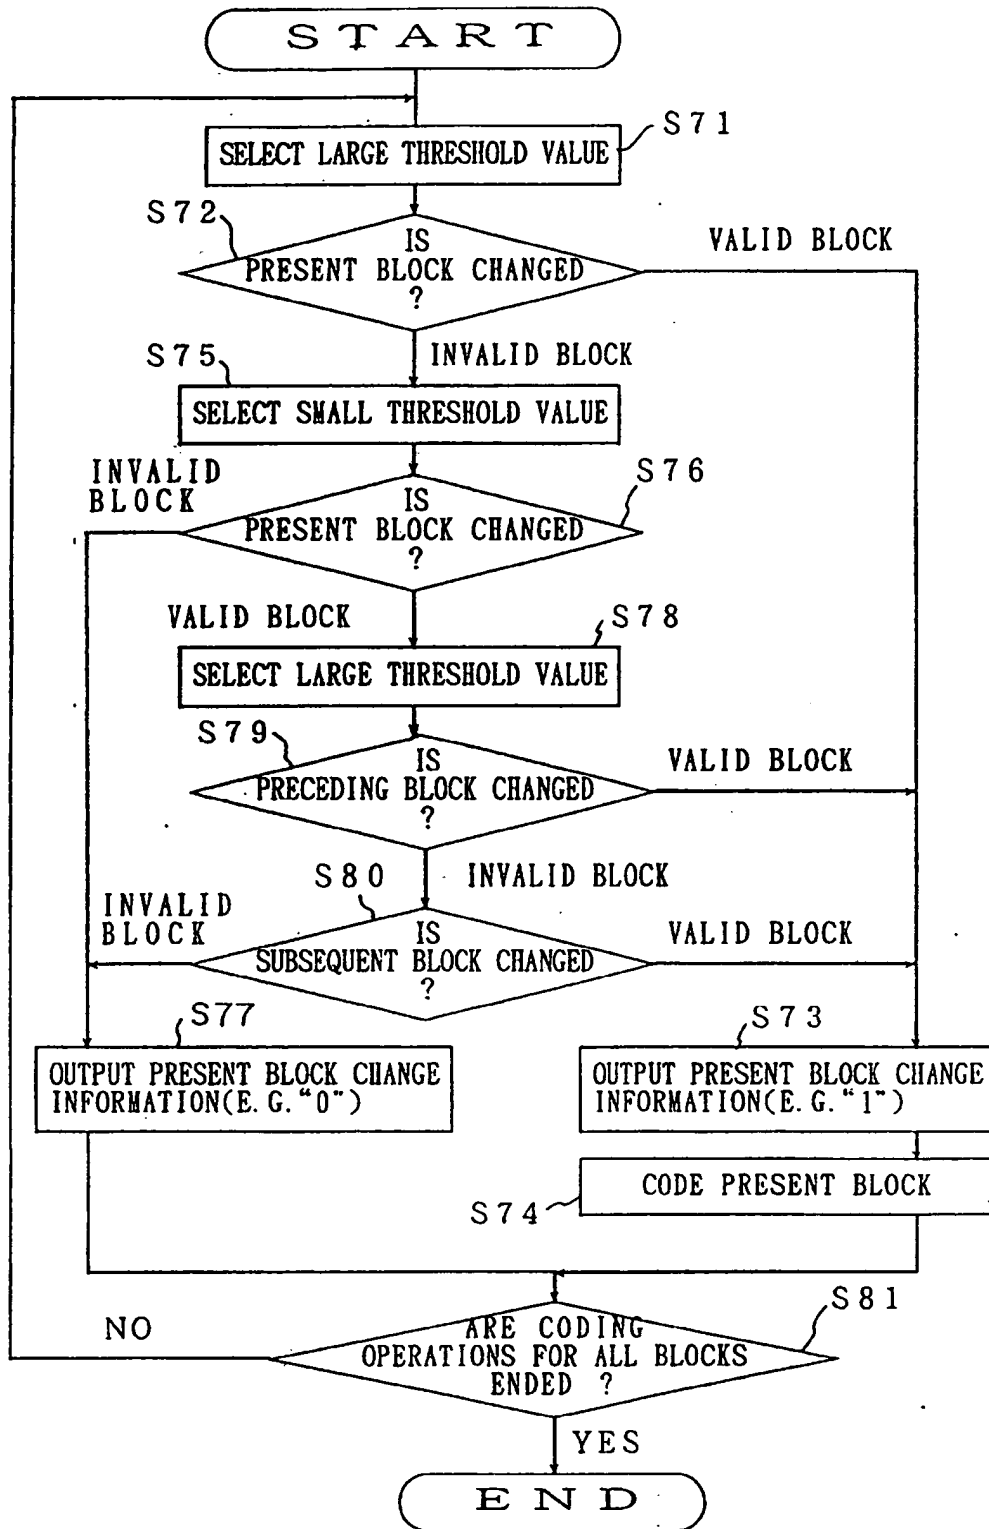 START
S71
SELECT LARGE THRESHOLD VALUE
S72
IS
PRESENT BLOCK CHANGED
?
VALID BLOCK
INVALID BLOCK
S75
SELECT SMALL THRESHOLD VALUE
INVALID
BLOCK
S76
IS
PRESENT BLOCK CHANGED
?
VALID BLOCK
S78
SELECT LARGE THRESHOLD VALUE
S79
IS
PRECEDING BLOCK CHANGED
?
VALID BLOCK
INVALID BLOCK
S80
INVALID
BLOCK
IS
SUBSEQUENT BLOCK CHANGED
?
VALID BLOCK
S77
OUTPUT PRESENT BLOCK CHANGE
INFORMATION(E.G."0")
S73
OUTPUT PRESENT BLOCK CHANGE
INFORMATION(E.G."1")
S74
CODE PRESENT BLOCK
S81
NO
ARE CODING
OPERATIONS FOR ALL BLOCKS
ENDED ?
YES
END